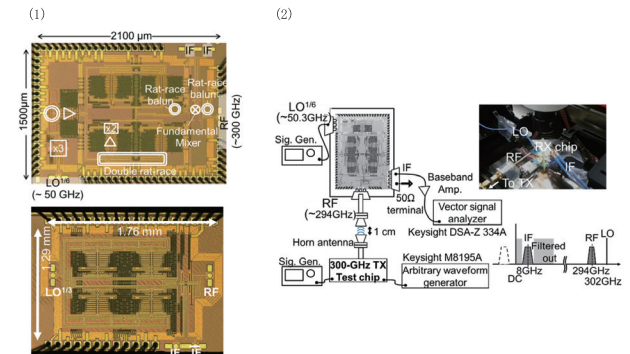 (1)
2100 μm
1500μm
IF
IF
Rat-race
balun
Rat-race
balun
x3
x2
Fundamental
Mixer
Double rat-race
RF
(~300 GHz)
LO1/6
(~ 50 GHz)
1.76 mm
1.29 mm
LO1/3
RF
IF
IF
(2)
LO1/6
(~50.3GHz)
Sig. Gen.
IF
50Ω
terminal
Baseband
Amp.
Vector signal
analyzer
Keysight DSA-Z 334A
RF
(~294GHz)
1 cm
Horn antenna
Sig. Gen.
300-GHz TX
Test chip
Keysight M8195A
Arbitrary waveform
generator
LO
RX chip
RF
IF
To TX
IF
Filtered
out
RF
LO
8GHz
DC
294GHz
302GHz